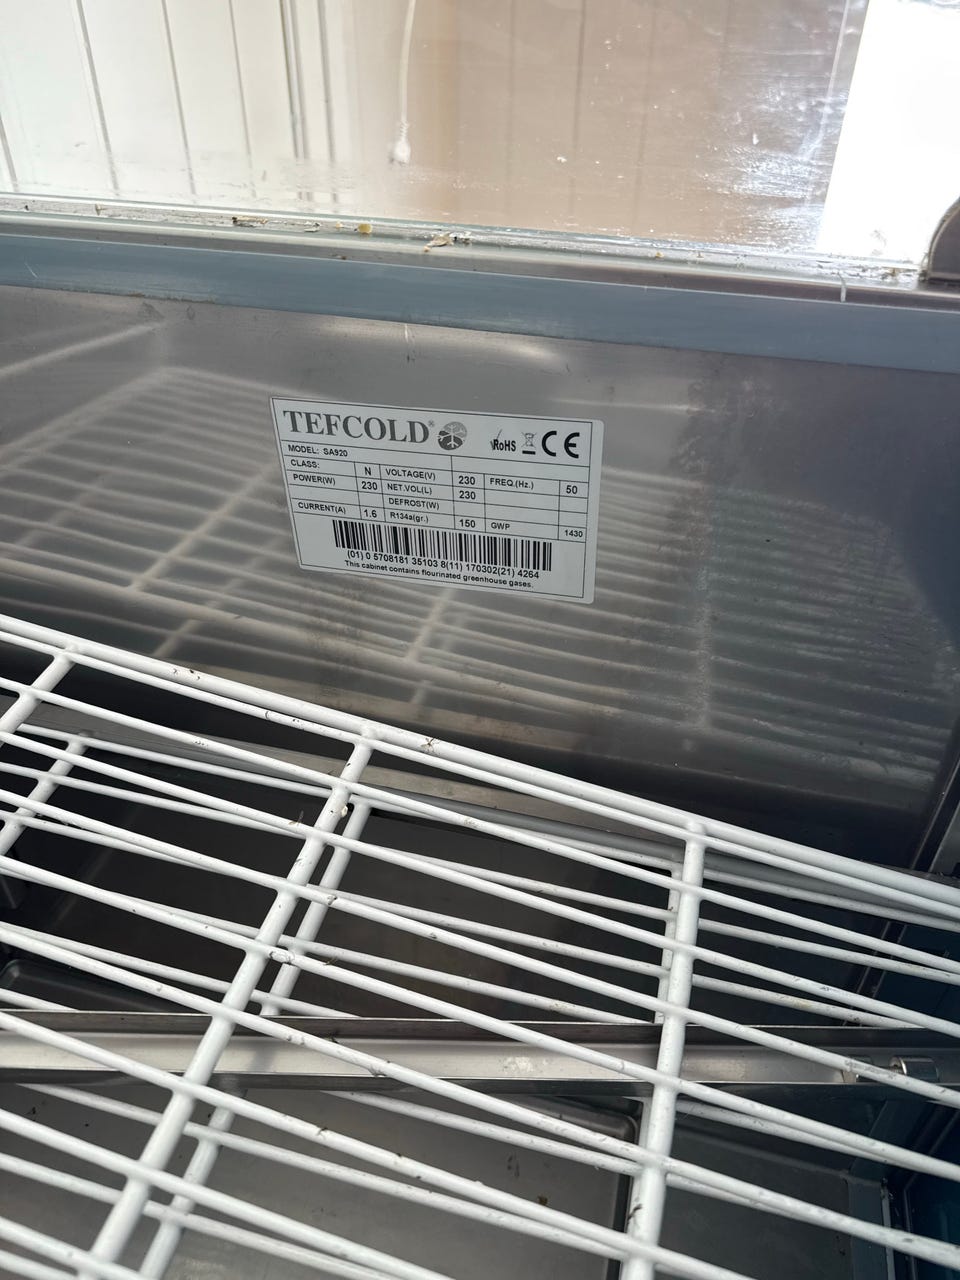 TEFCOLD®
RoHS CE
MODEL: SA920
CLASS: N VOLTAGE(V) 230 FREQ.(Hz.) 50
POWER(W) 230 NET.VOL(L) 230
DEFROST(W)
CURRENT(A) 1.6 R134a(gr.) 150 GWP 1430
(01) 0 5708181 35103 8(11) 170302(21) 4264
This cabinet contains flourinated greenhouse gases.